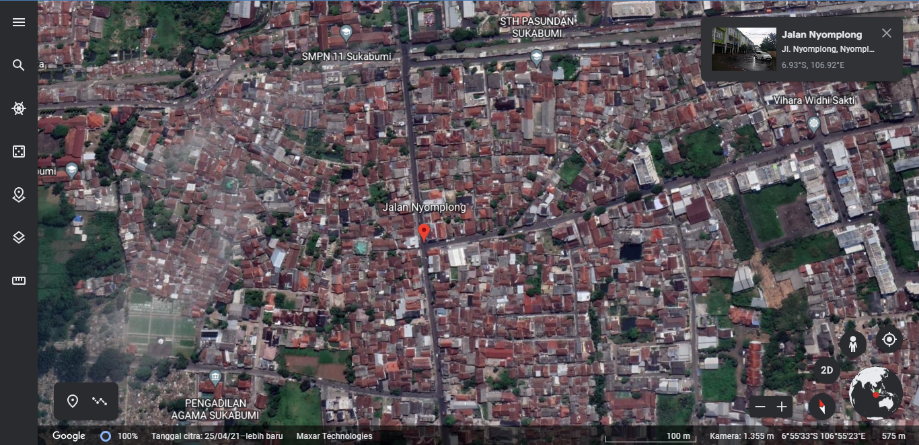 STH PASUNDAN
SUKABUMI
SMPN 11 Sukabumi
a
Jalan Nyomplong
Jl. Nyomplong, Nyompl...
6.93°S, 106.92°E
Vihara Widhi Sakti
umi
Jalan Nyomplong
PENGADILAN
AGAMA SUKABUMI
2D
Google 100% Tanggal citra: 25/04/21–lebih baru Maxar Technologies 100 m Kamera: 1.355 m 6°55'33"S 106°55'23"E 575 m